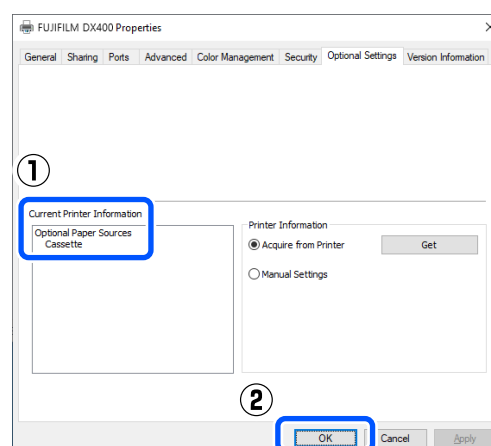 FUJIFILM DX400 Properties
General Sharing Ports Advanced Color Management Security Optional Settings Version Information
1
Current Printer Information
Optional Paper Sources
Cassette
Printer Information
Acquire from Printer Get
Manual Settings
2
OK Cancel Apply